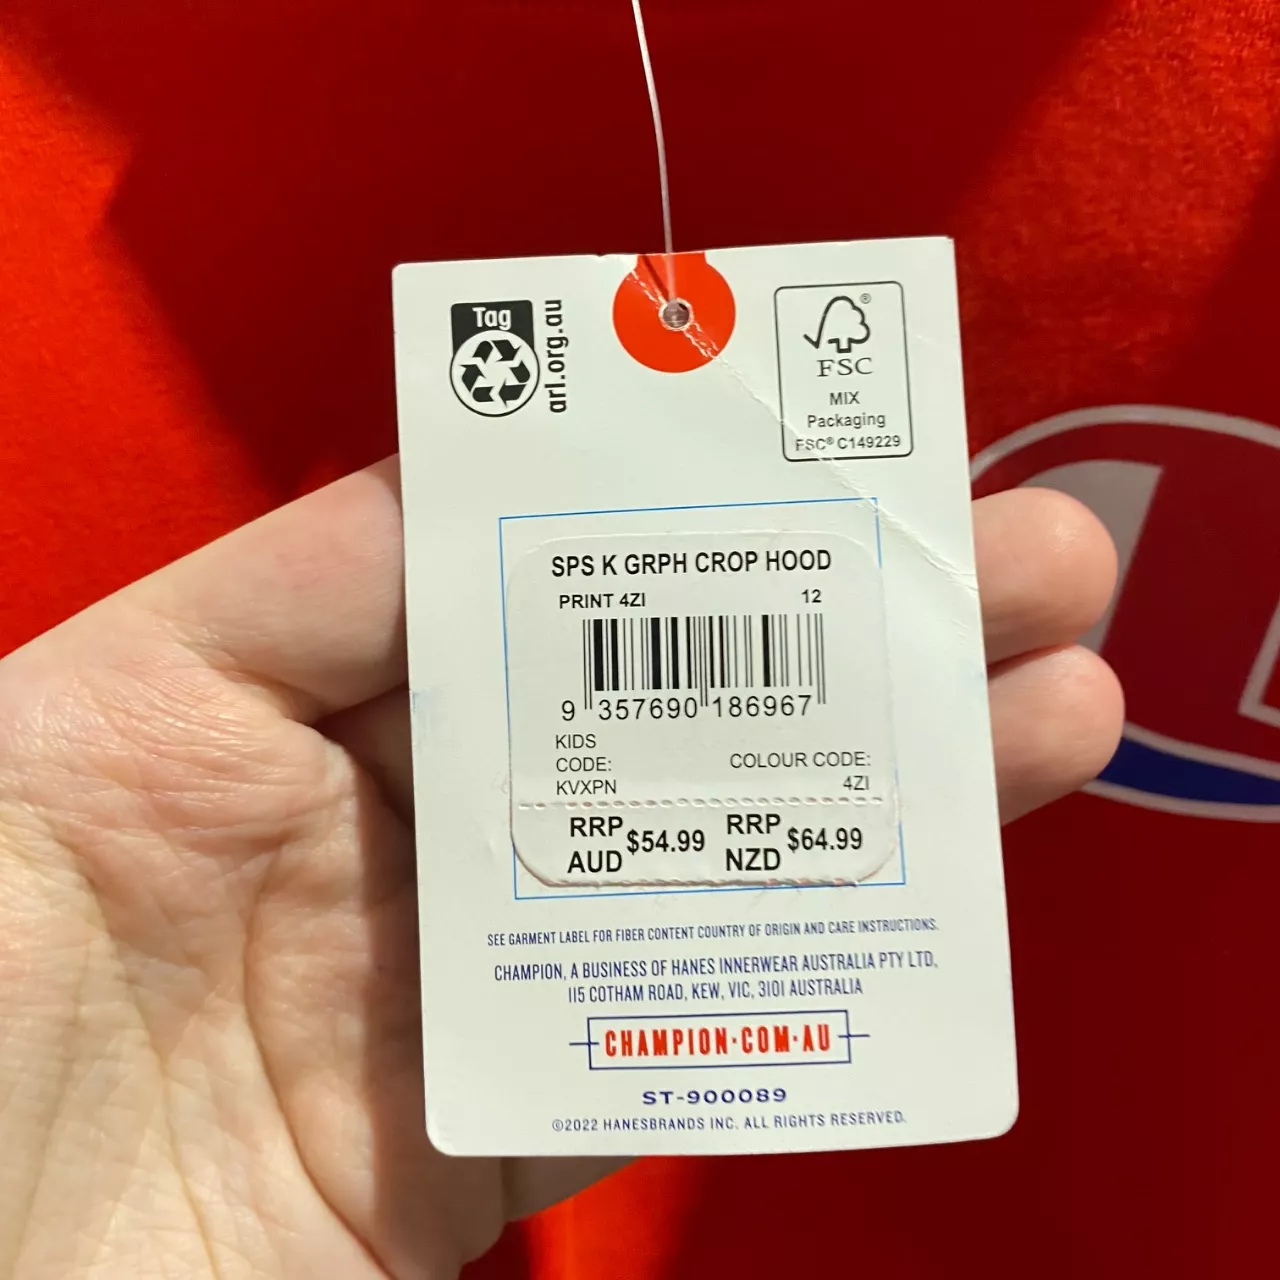 Tag
arl.org.au
®
FSC
MIX
Packaging
FSC® C149229
SPS K GRPH CROP HOOD
PRINT 4ZI 12
9 357690 186967
KIDS
CODE: COLOUR CODE:
KVXPN 4ZI
RRP AUD $54.99 RRP NZD $64.99
SEE GARMENT LABEL FOR FIBER CONTENT COUNTRY OF ORIGIN AND CARE INSTRUCTIONS.
CHAMPION, A BUSINESS OF HANES INNERWEAR AUSTRALIA PTY LTD,
115 COTHAM ROAD, KEW, VIC, 3101 AUSTRALIA
CHAMPION·COM·AU
ST-900089
©2022 HANESBRANDS INC. ALL RIGHTS RESERVED.